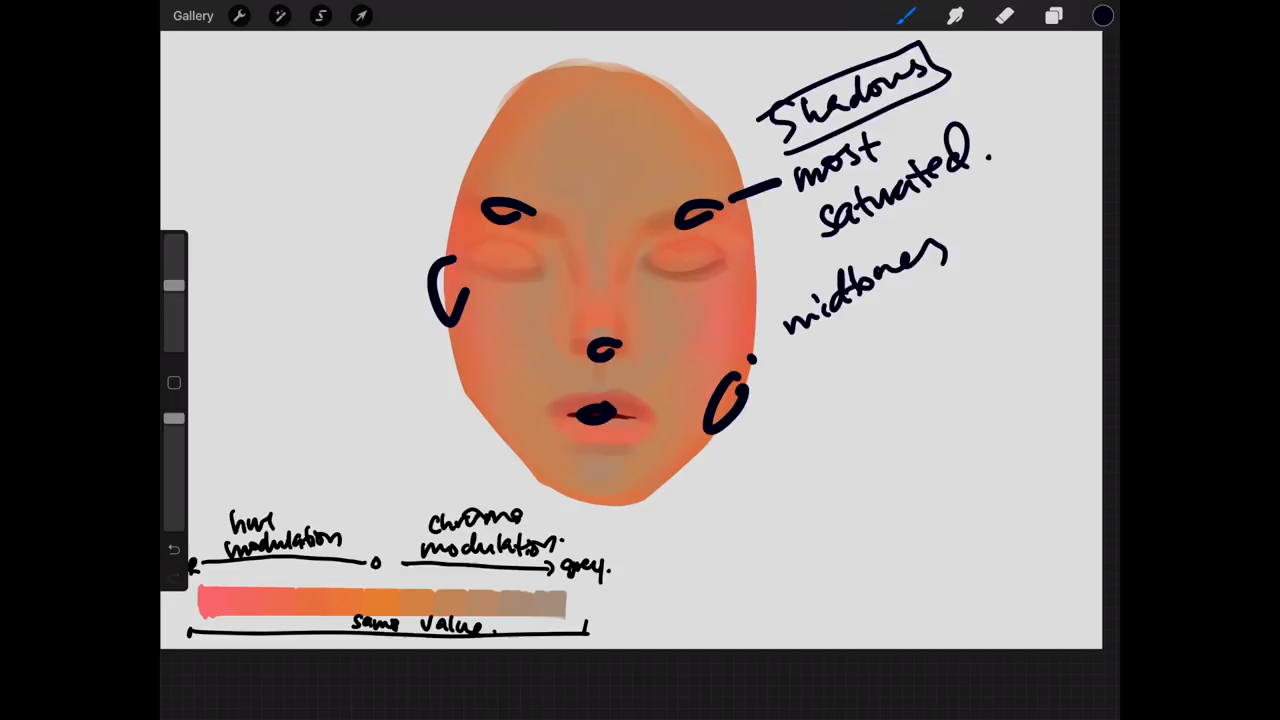 Gallery
Shadows
most
saturated.
midtones
hue
modulation
chroma
modulation.
R
O
grey.
same value.